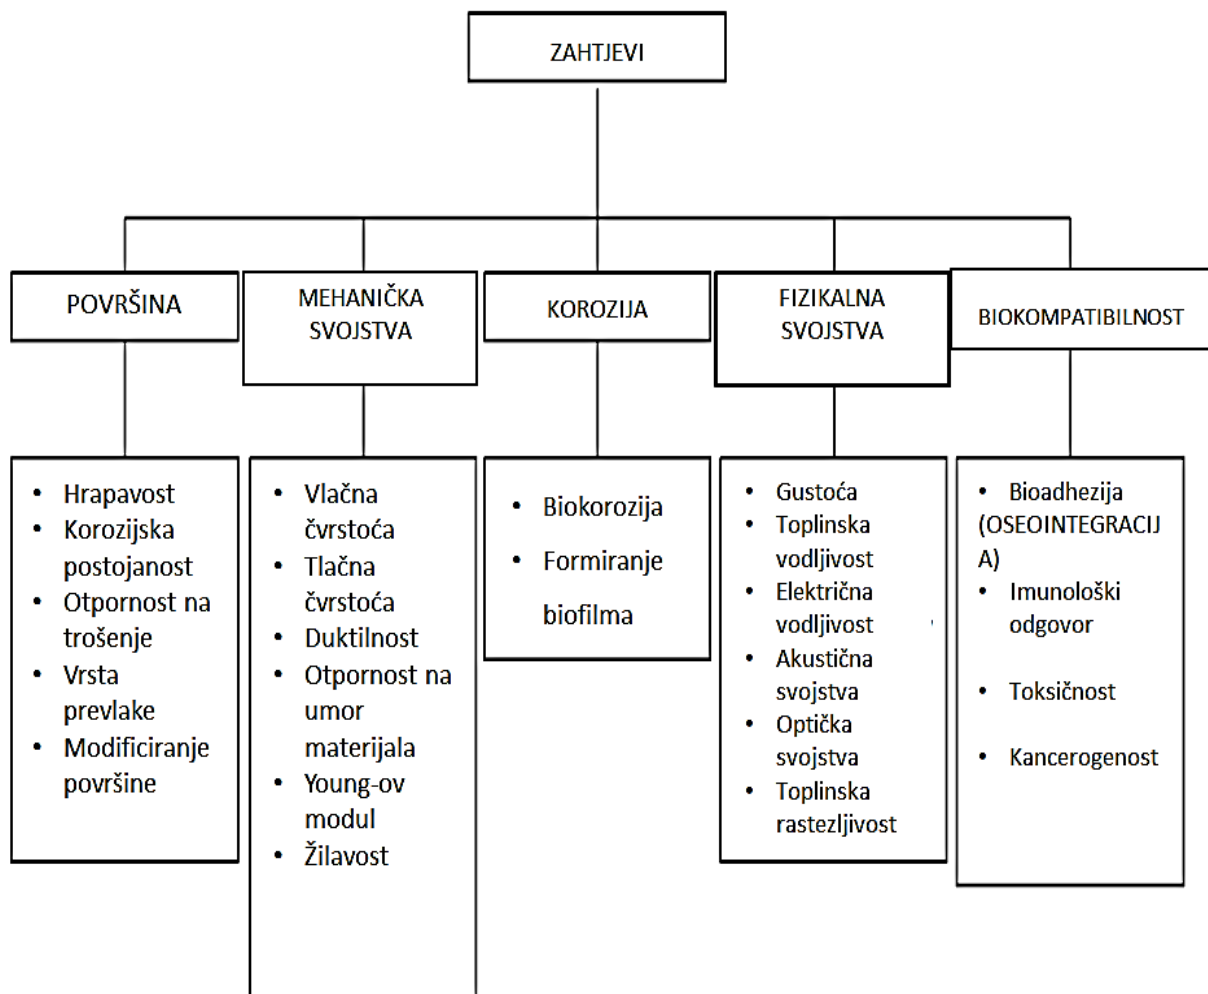 ZAHTJEVI
POVRŠINA
MEHANIČKA
SVOJSTVA
KOROZIJA
FIZIKALNA
SVOJSTVA
BIOKOMPATIBILNOST
• Hrapavost
• Korozijska
postojanost
• Otpornost na
trošenje
• Vrsta
prevlake
• Modificiranje
površine
• Vlačna
čvrstoća
• Tlačna
čvrstoća
• Duktilnost
• Otpornost na
umor
materijala
• Young-ov
modul
• Žilavost
• Biokorozija
• Formiranje
biofilma
• Gustoća
• Toplinska
vodljivost
• Električna
vodljivost
• Akustična
svojstva
• Optička
svojstva
• Toplinska
rastezljivost
• Bioadhezija
(OSEOINTEGRACIJ
A)
• Imunološki
odgovor
• Toksičnost
• Kancerogenost